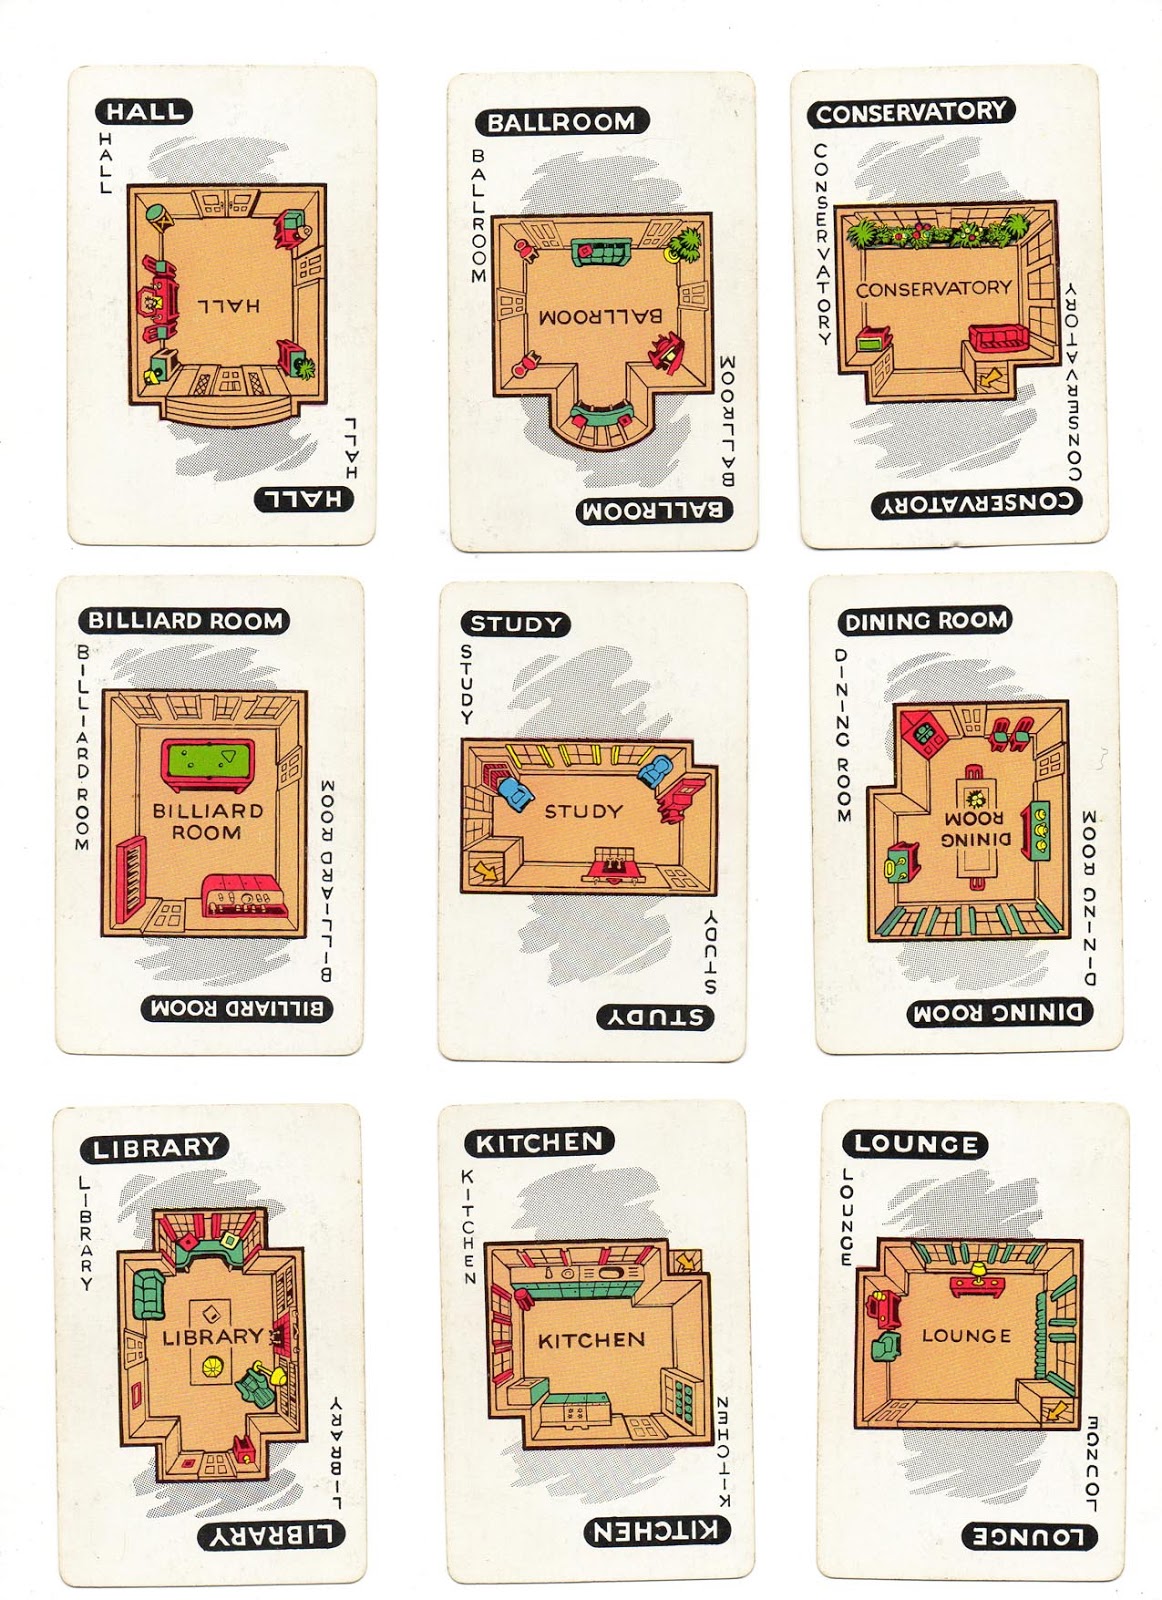 HALL
HALL
HALL
HALL
HALL
BALLROOM
BALLROOM
BALLROOM
BALLROOM
BALLROOM
CONSERVATORY
CONSERVATORY
CONSERVATORY
CONSERVATORY
CONSERVATORY
BILLIARD ROOM
BILLIARD ROOM
BILLIARD
ROOM
BILLIARD ROOM
BILLIARD ROOM
STUDY
STUDY
STUDY
STUDY
STUDY
DINING ROOM
DINING ROOM
DINING
ROOM
DINING ROOM
DINING ROOM
LIBRARY
LIBRARY
LIBRARY
LIBRARY
LIBRARY
KITCHEN
KITCHEN
KITCHEN
KITCHEN
KITCHEN
LOUNGE
LOUNGE
LOUNGE
LOUNGE
LOUNGE